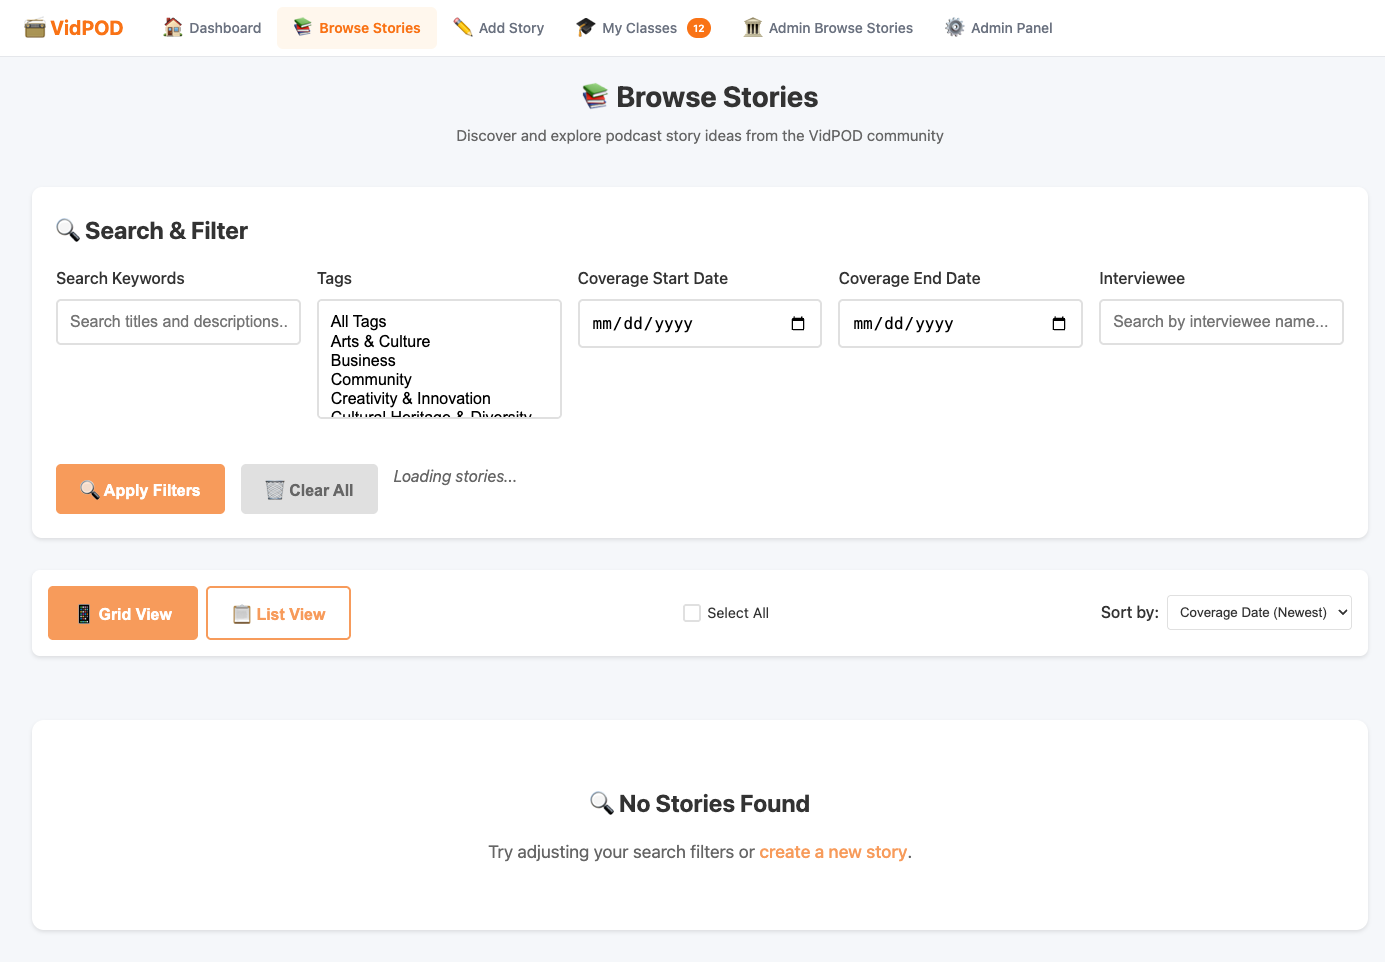 VidPOD
Dashboard
Browse Stories
Add Story
My Classes 12
Admin Browse Stories
Admin Panel
Browse Stories
Discover and explore podcast story ideas from the VidPOD community
Search & Filter
Search Keywords
Search titles and descriptions..
Tags
All Tags
Arts & Culture
Business
Community
Creativity & Innovation
Cultural Heritage & Diversity
Coverage Start Date
mm/dd/yyyy
Coverage End Date
mm/dd/yyyy
Interviewee
Search by interviewee name...
Apply Filters
Clear All
Loading stories...
Grid View
List View
Select All
Sort by: Coverage Date (Newest)
No Stories Found
Try adjusting your search filters or create a new story.